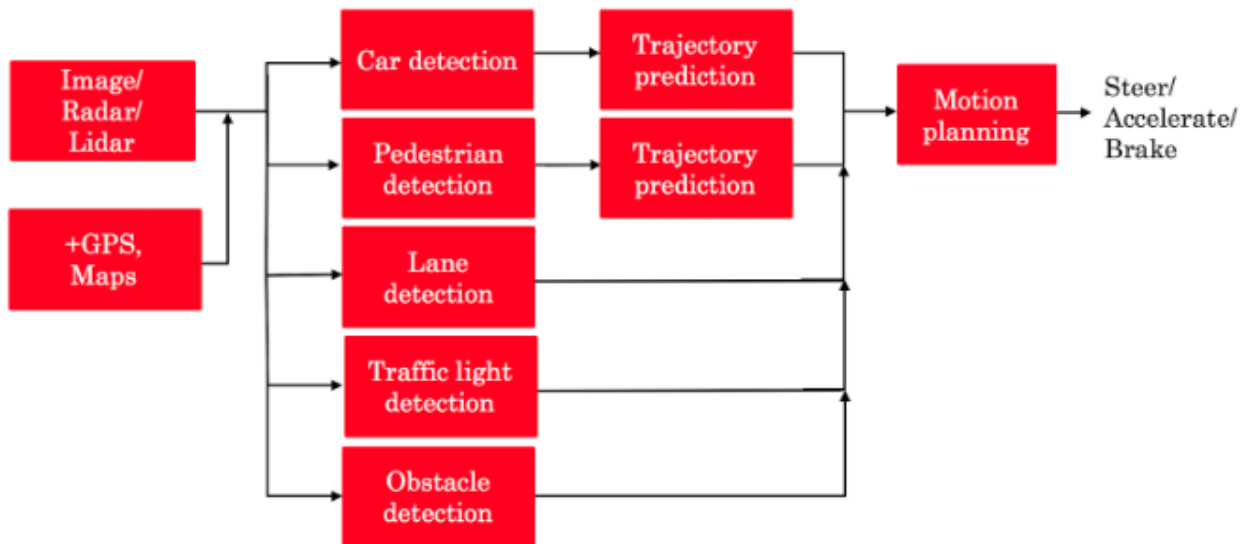 Image/
Radar/
Lidar
+GPS,
Maps
Car detection
Trajectory
prediction
Pedestrian
detection
Trajectory
prediction
Lane
detection
Traffic light
detection
Obstacle
detection
Motion
planning
Steer/
Accelerate/
Brake